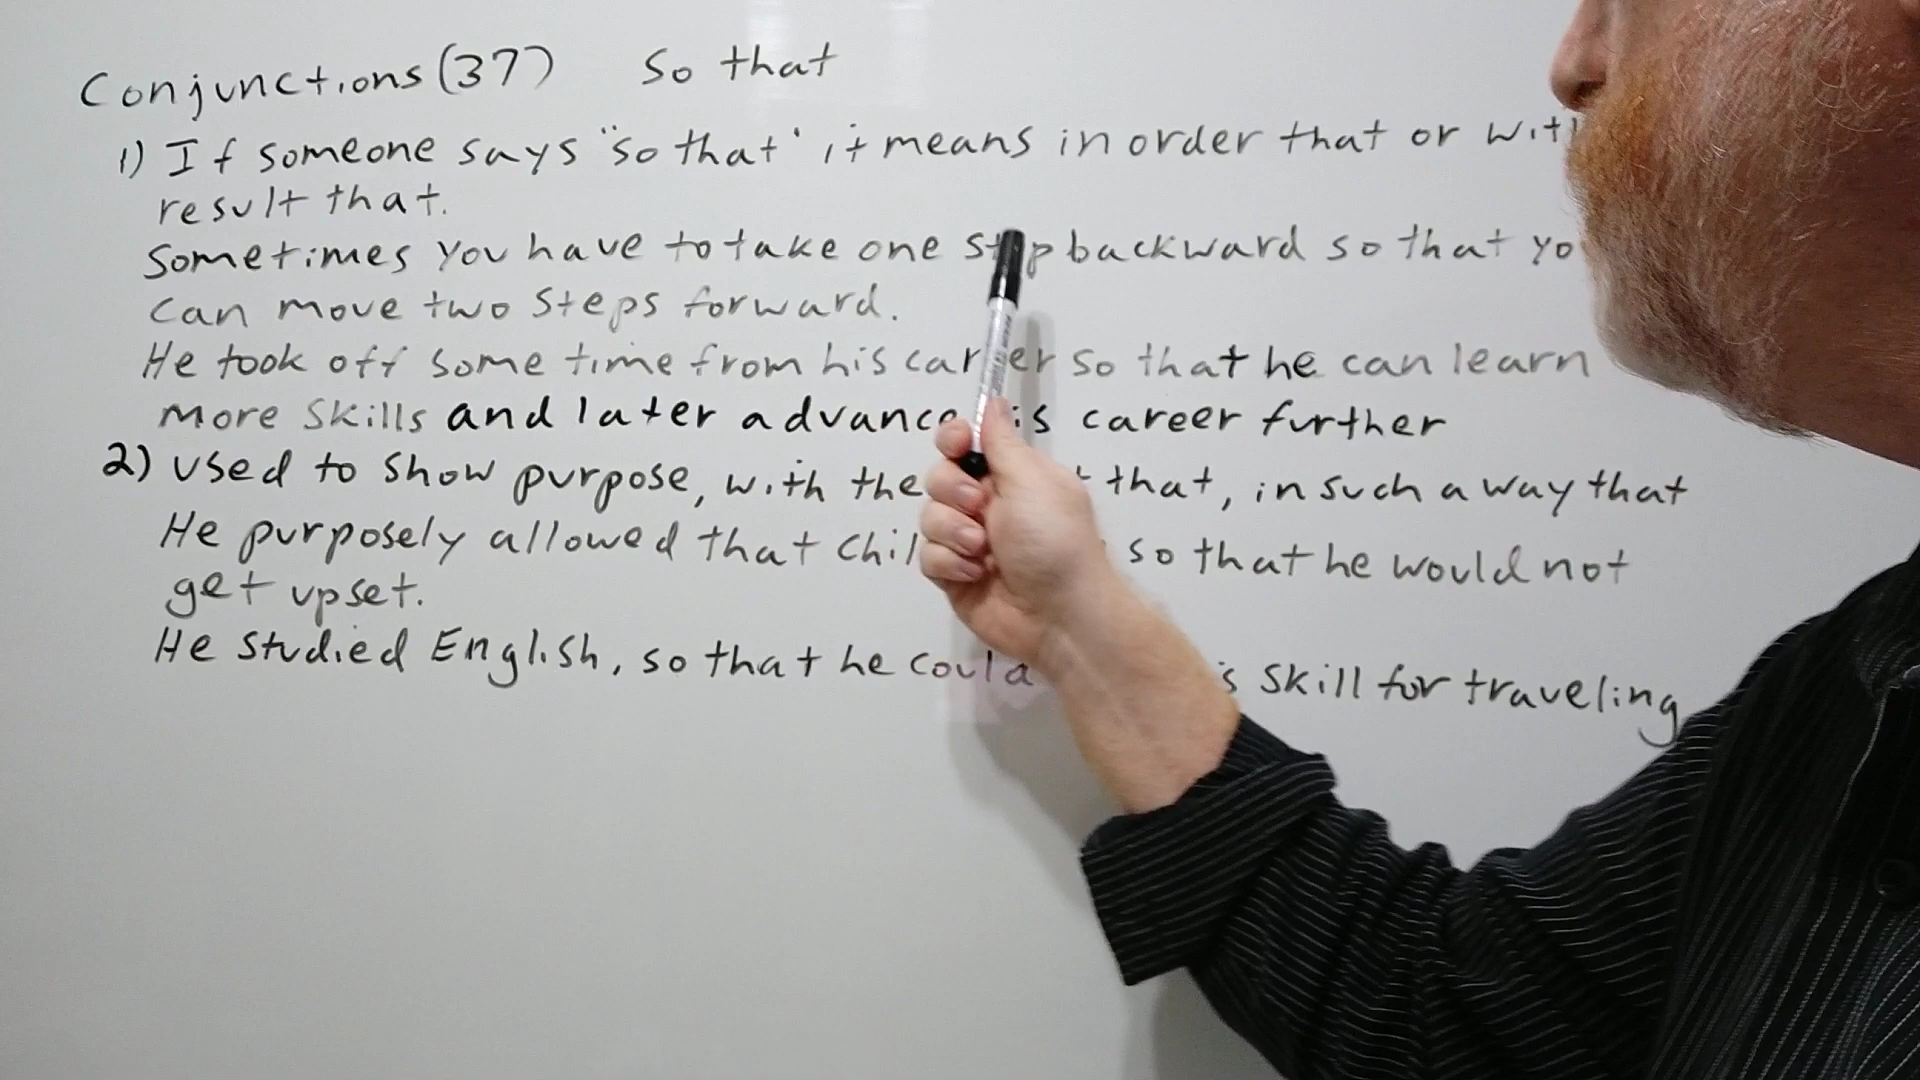 Conjunctions (37) so that
1) If someone says "so that" it means in order that or
result that.
Sometimes you have to take one step backward so that
can move two steps forward.
He took off some time from his career so that he can learn
more skills and later advance career further
2) used to show purpose, with the that, in such a way that
He purposely allowed that so that he would not
get upset.
He studied English, so that he could skill for traveling